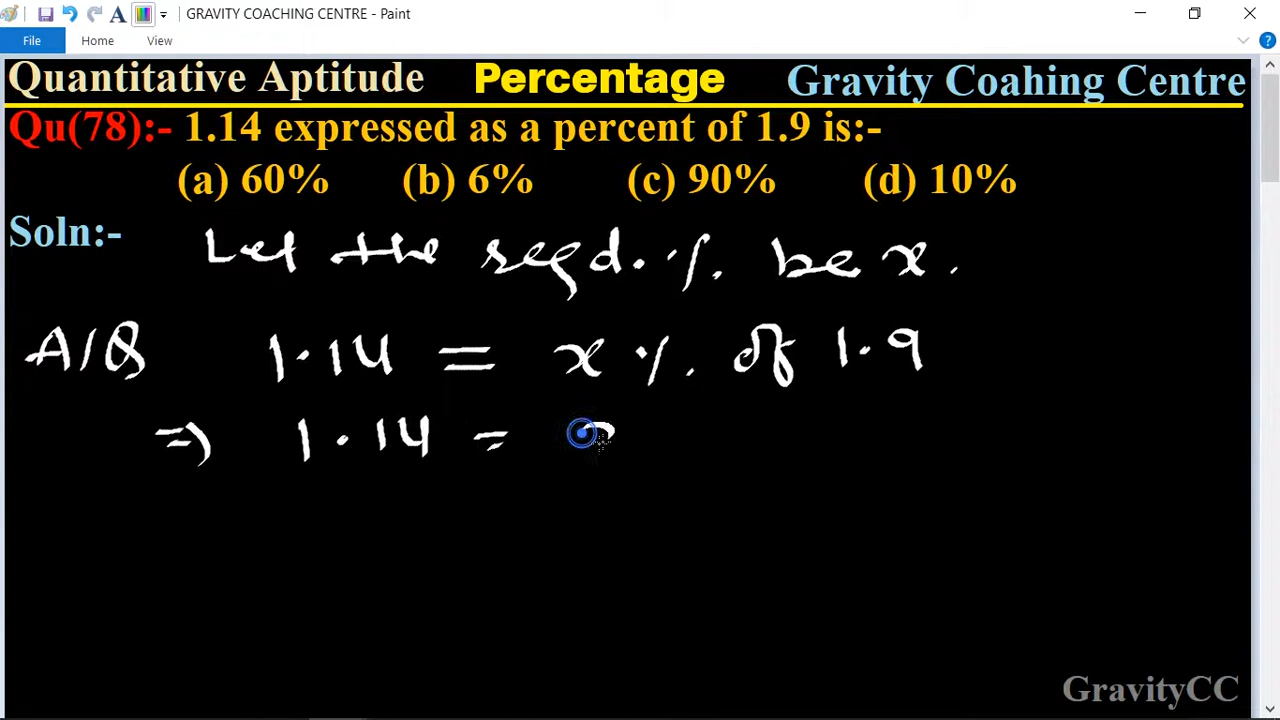 GRAVITY COACHING CENTRE - Paint
File Home View
Quantitative Aptitude Percentage Gravity Coahing Centre
Qu(78):- 1.14 expressed as a percent of 1.9 is:-
(a) 60% (b) 6% (c) 90% (d) 10%
Soln:- Let the reqd. %. be x.
A/Q 1.14 = x %. of 1.9
=> 1.14 =
GravityCC